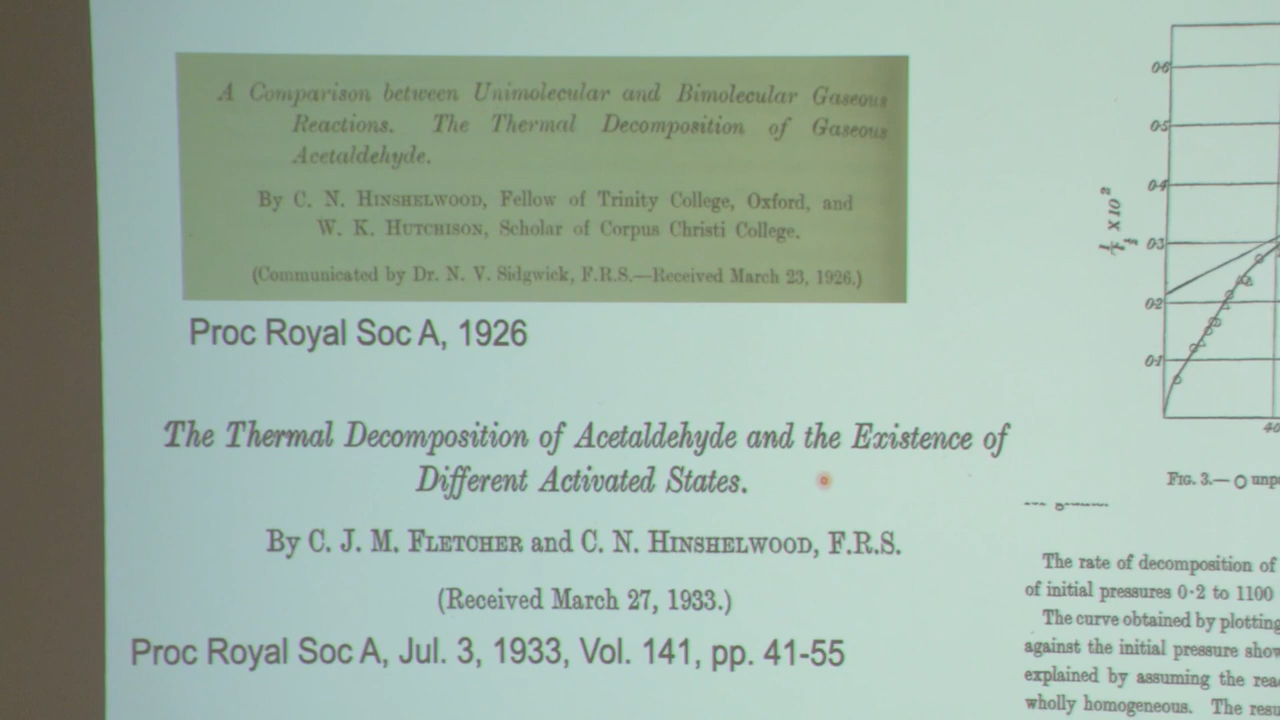 A Comparison between Unimolecular and Bimolecular Gaseous
Reactions. The Thermal Decomposition of Gaseous
Acetaldehyde.
By C. N. HINSHELWOOD, Fellow of Trinity College, Oxford, and
W. K. HUTCHISON, Scholar of Corpus Christi College.
(Communicated by Dr. N. V. Sidgwick, F.R.S.—Received March 23, 1926.)
Proc Royal Soc A, 1926
The Thermal Decomposition of Acetaldehyde and the Existence of
Different Activated States.
By C. J. M. FLETCHER and C. N. HINSHELWOOD, F.R.S.
(Received March 27, 1933.)
Proc Royal Soc A, Jul. 3, 1933, Vol. 141, pp. 41-55
0·6
0·5
0·4
0·3
0·2
0·1
X10²
40
FIG. 3.— O unp
The rate of decomposition of
of initial pressures 0·2 to 1100
The curve obtained by plotting
against the initial pressure show
explained by assuming the rea
wholly homogeneous. The resu